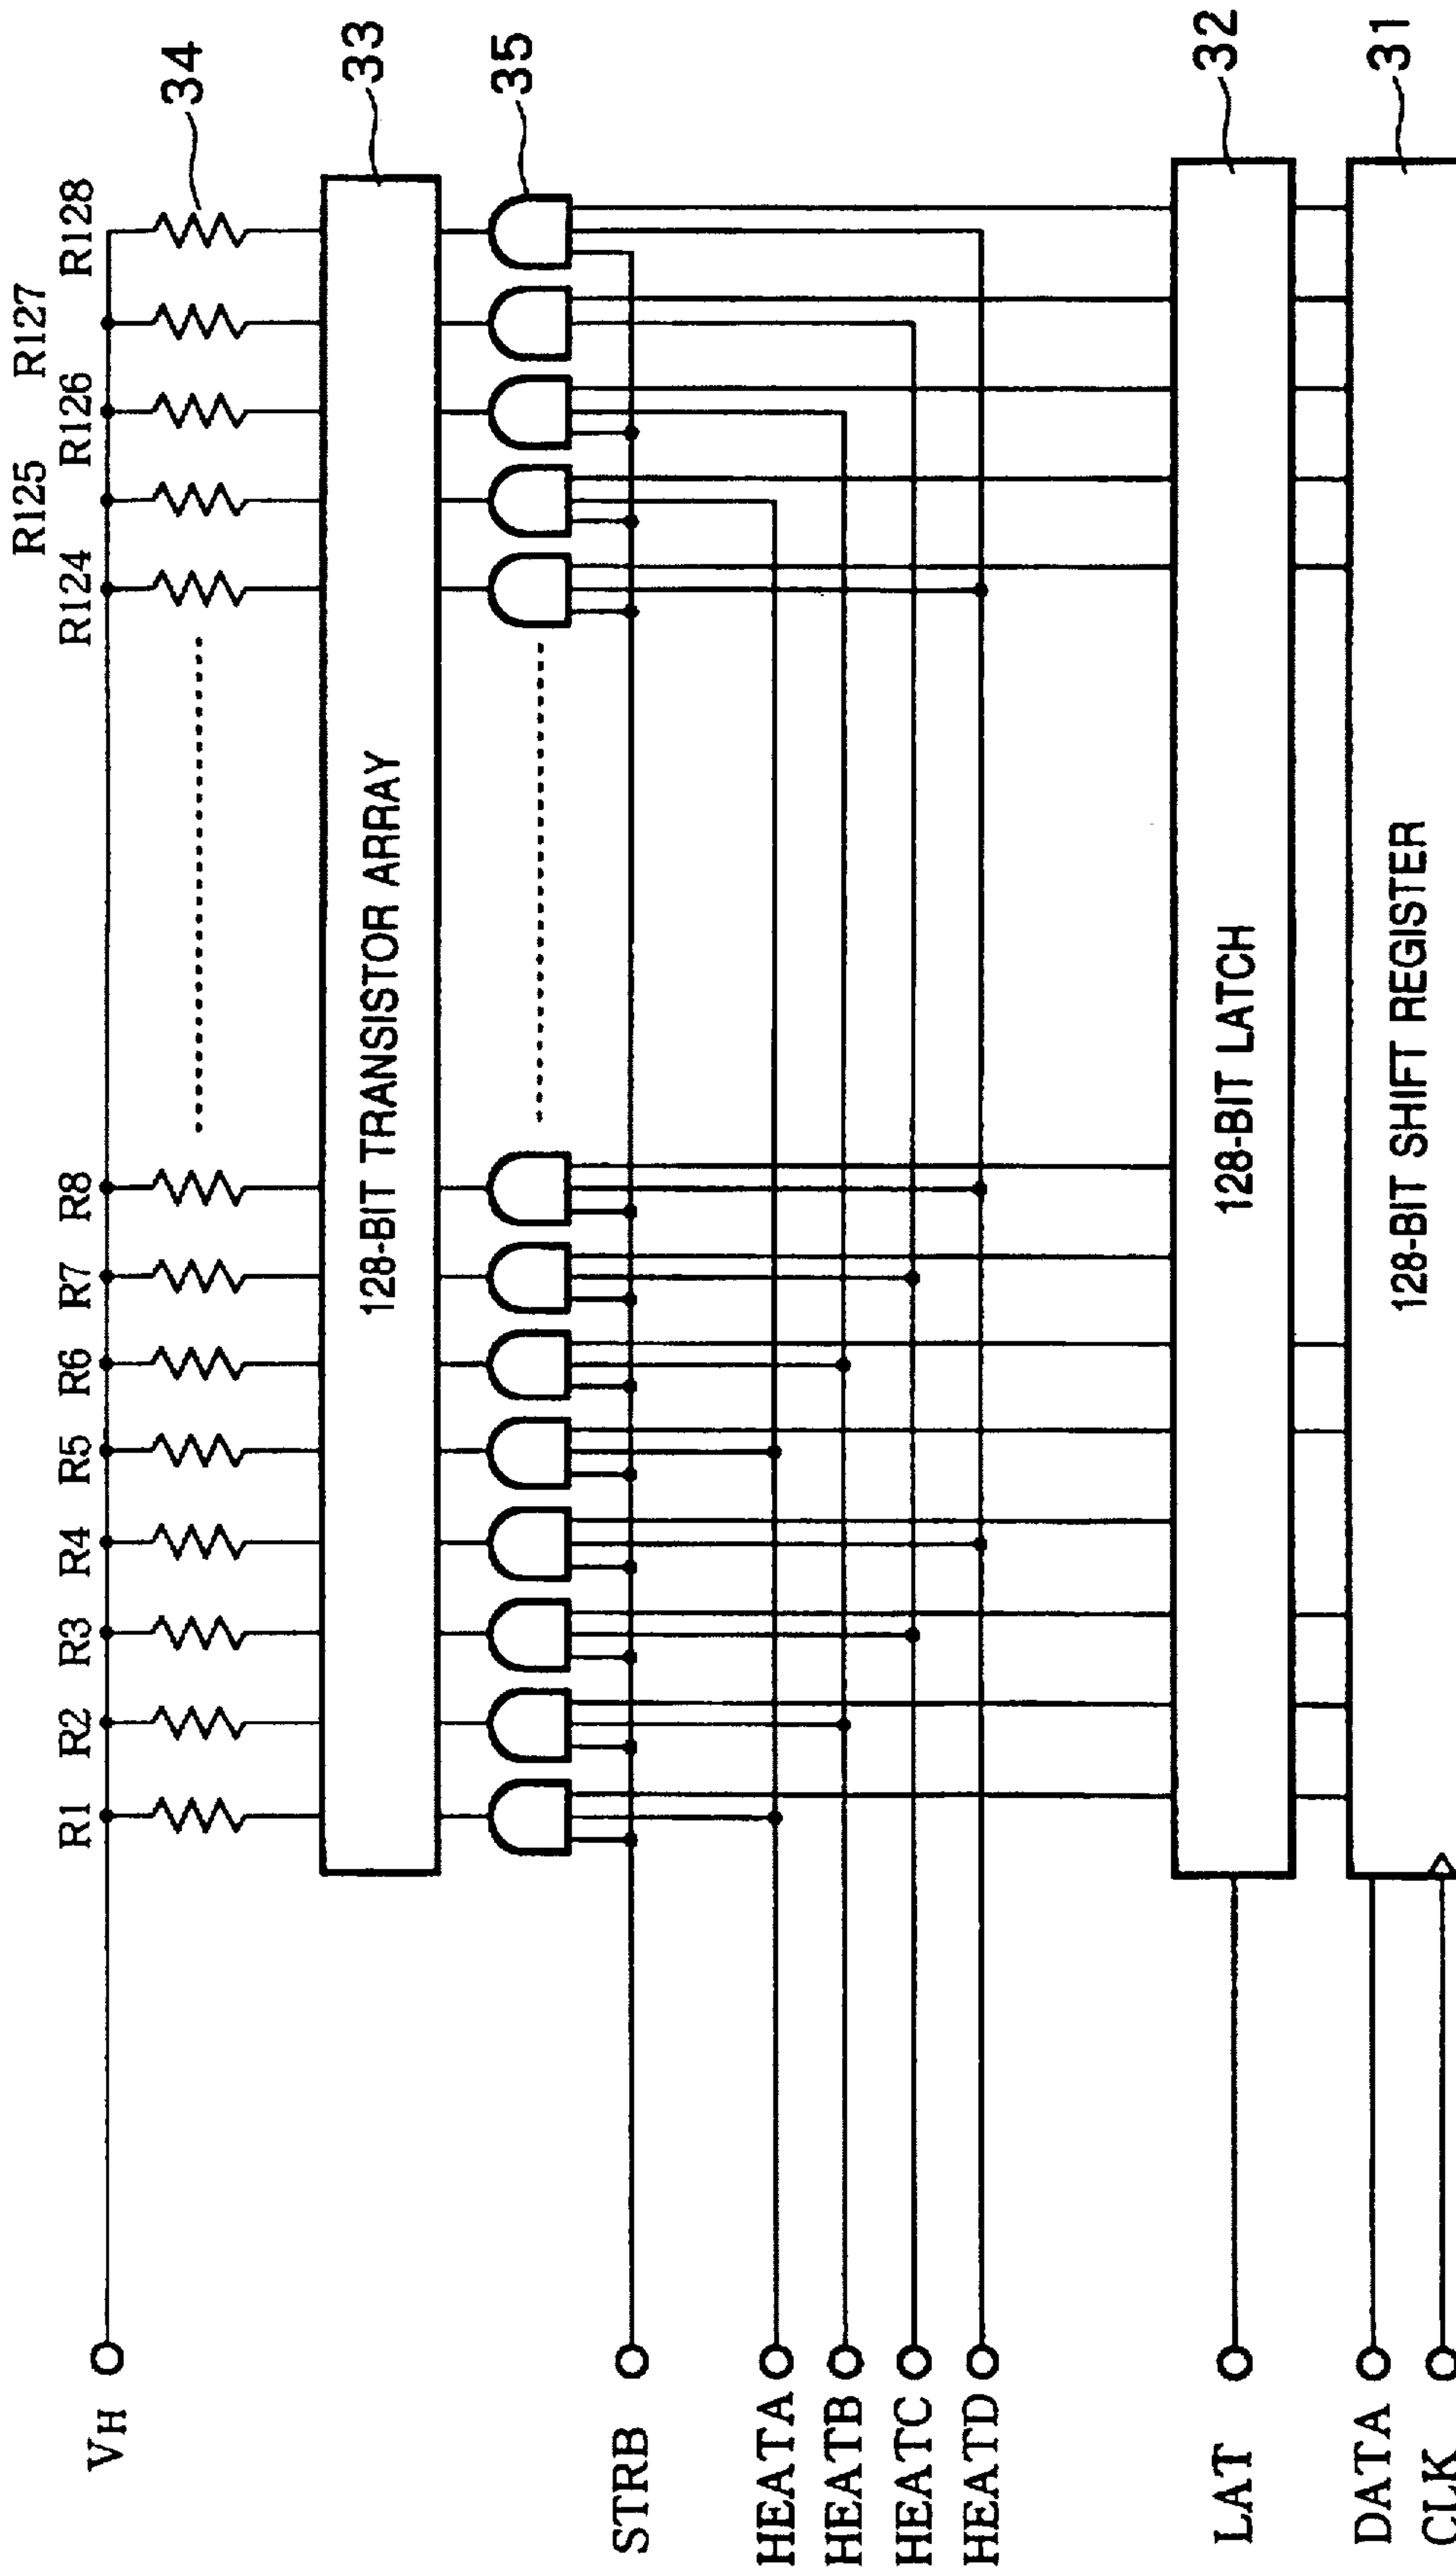 R125 R127
R1 R2 R3 R4 R5 R6 R7 R8 R124 R126 R128
VH
34
128-BIT TRANSISTOR ARRAY
33
35
STRB
HEATA
HEATB
HEATC
HEATD
LAT
128-BIT LATCH
32
DATA
128-BIT SHIFT REGISTER
31
CLK